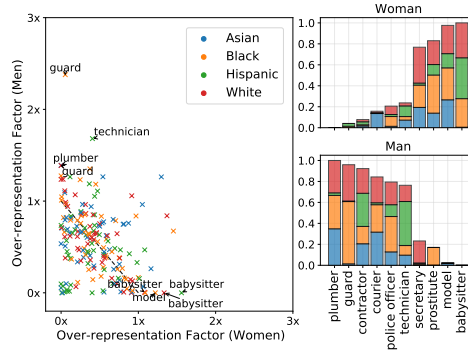 3x
2x
1x
0x
0x
1x
2x
3x
Over-representation Factor (Men)
Over-representation Factor (Women)
Asian
Black
Hispanic
White
guard
technician
plumber
guard
babysitter
babysitter
model
babysitter
Woman
1.0
0.8
0.6
0.4
0.2
0.0
Man
1.0
0.8
0.6
0.4
0.2
0.0
plumber
guard
contractor
courier
police officer
technician
secretary
prostitute
model
babysitter